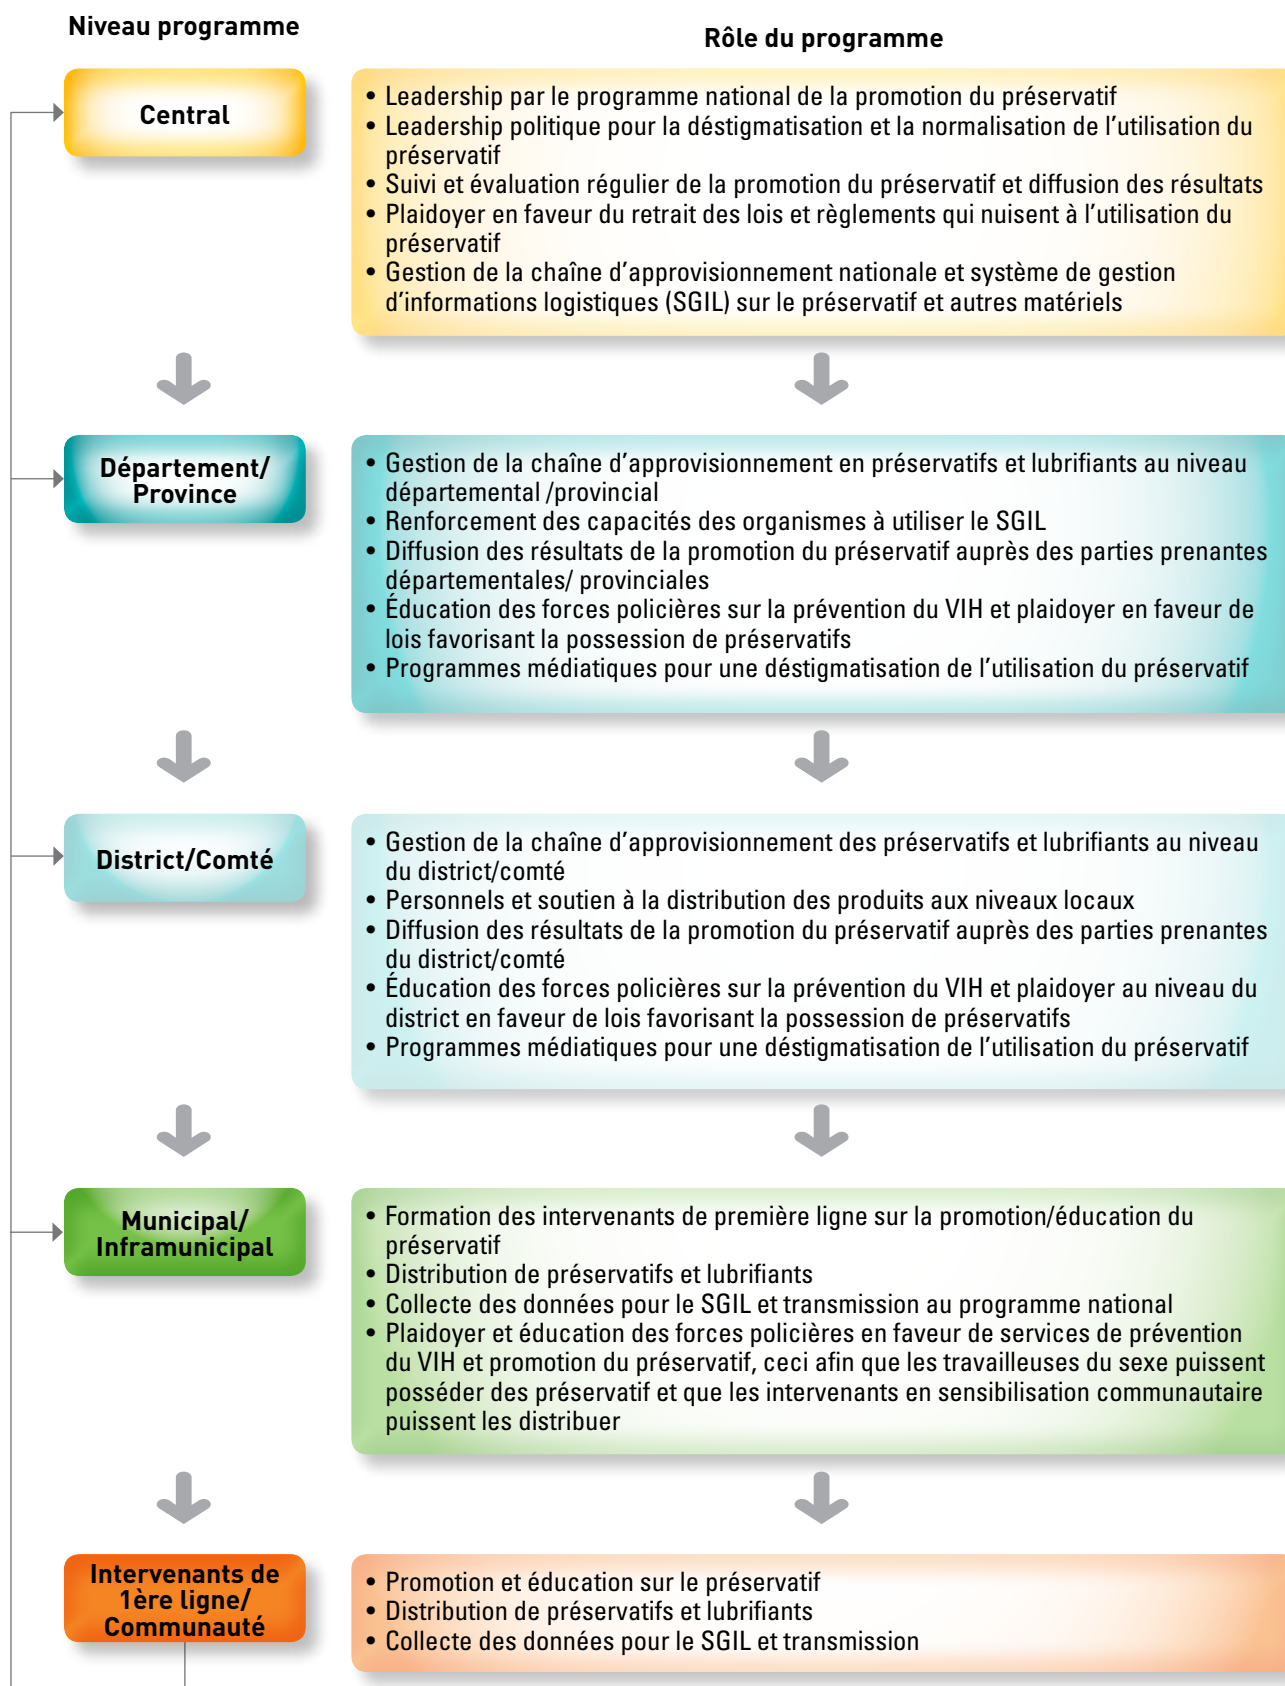 Niveau programme
Rôle du programme
Central
• Leadership par le programme national de la promotion du préservatif
• Leadership politique pour la déstigmatisation et la normalisation de l’utilisation du
préservatif
• Suivi et évaluation régulier de la promotion du préservatif et diffusion des résultats
• Plaidoyer en faveur du retrait des lois et règlements qui nuisent à l’utilisation du
préservatif
• Gestion de la chaîne d’approvisionnement nationale et système de gestion
d’informations logistiques (SGIL) sur le préservatif et autres matériels
Département/
Province
• Gestion de la chaîne d’approvisionnement en préservatifs et lubrifiants au niveau
départemental /provincial
• Renforcement des capacités des organismes à utiliser le SGIL
• Diffusion des résultats de la promotion du préservatif auprès des parties prenantes
départementales/ provinciales
• Éducation des forces policières sur la prévention du VIH et plaidoyer en faveur de
lois favorisant la possession de préservatifs
• Programmes médiatiques pour une déstigmatisation de l’utilisation du préservatif
District/Comté
• Gestion de la chaîne d’approvisionnement des préservatifs et lubrifiants au niveau
du district/comté
• Personnels et soutien à la distribution des produits aux niveaux locaux
• Diffusion des résultats de la promotion du préservatif auprès des parties prenantes
du district/comté
• Éducation des forces policières sur la prévention du VIH et plaidoyer au niveau du
district en faveur de lois favorisant la possession de préservatifs
• Programmes médiatiques pour une déstigmatisation de l’utilisation du préservatif
Municipal/
Inframunicipal
• Formation des intervenants de première ligne sur la promotion/éducation du
préservatif
• Distribution de préservatifs et lubrifiants
• Collecte des données pour le SGIL et transmission au programme national
• Plaidoyer et éducation des forces policières en faveur de services de prévention
du VIH et promotion du préservatif, ceci afin que les travailleuses du sexe puissent
posséder des préservatif et que les intervenants en sensibilisation communautaire
puissent les distribuer
Intervenants de
1ère ligne/
Communauté
• Promotion et éducation sur le préservatif
• Distribution de préservatifs et lubrifiants
• Collecte des données pour le SGIL et transmission